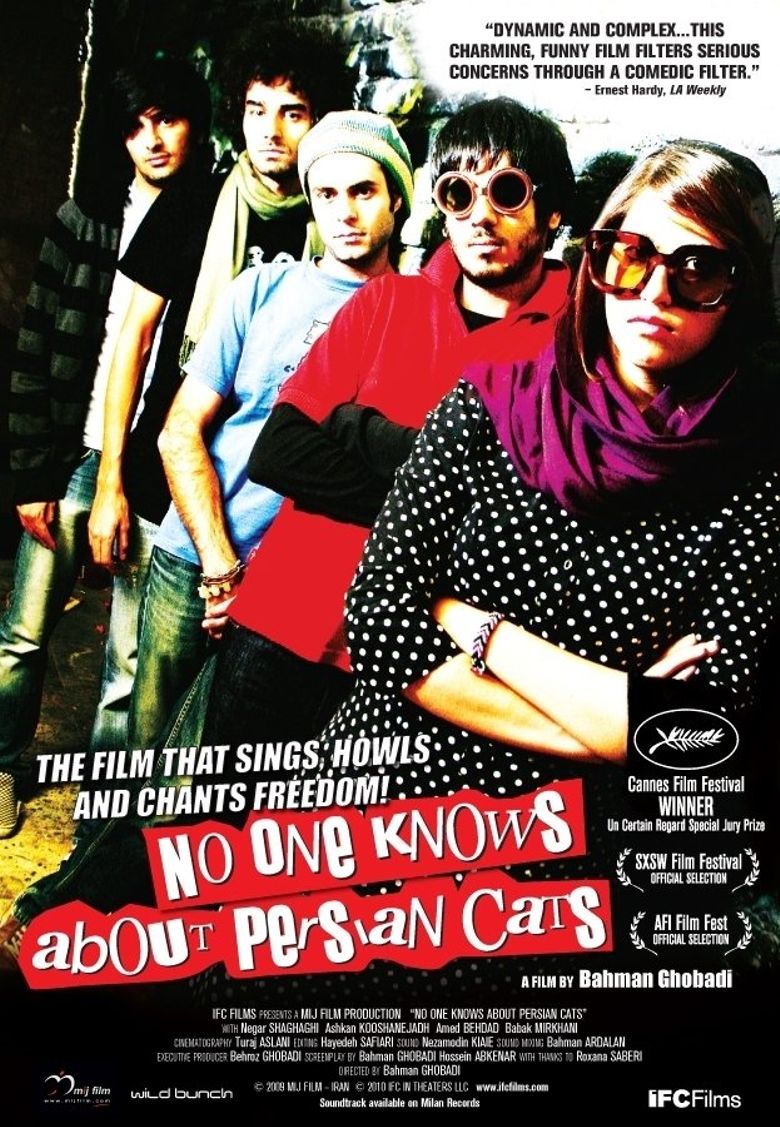 “DYNAMIC AND COMPLEX...THIS
CHARMING, FUNNY FILM FILTERS SERIOUS
CONCERNS THROUGH A COMEDIC FILTER.”
– Ernest Hardy, LA Weekly
THE FILM THAT SINGS, HOWLS
AND CHANTS FREEDOM!
NO ONE KNOWS
abOUT PersiaN CaTS
Cannes Film Festival
WINNER
Un Certain Regard Special Jury Prize
SXSW Film Festival
OFFICIAL SELECTION
AFI Film Fest
OFFICIAL SELECTION
A FILM BY Bahman Ghobadi
IFC FILMS PRESENTS A MIJ FILM PRODUCTION “NO ONE KNOWS ABOUT PERSIAN CATS”
WITH Negar SHAGHAGHI Ashkan KOOSHANEJADH Amed BEHDAD Babak MIRKHANI
CINEMATOGRAPHY Turaj ASLANI EDITING Hayedeh SAFIARI SOUND Nezamodin KIAIE SOUND MIXING Bahman ARDALAN
EXECUTIVE PRODUCER Behroz GHOBADI SCREENPLAY BY Bahman GHOBADI Hossein ABKENAR WITH THANKS TO Roxana SABERI
DIRECTED BY Bahman GHOBADI
© 2009 MIJ FILM – IRAN © 2010 IFC IN THEATERS LLC www.ifcfilms.com
Soundtrack available on Milan Records
mij film
www.mijfilm.com
wild bunch
IFCFilms